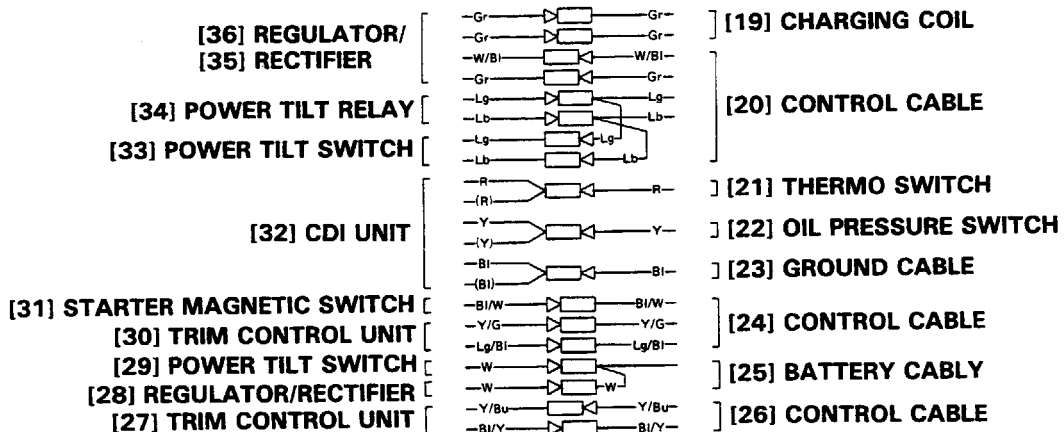 [36] REGULATOR/
[35] RECTIFIER
[34] POWER TILT RELAY
[33] POWER TILT SWITCH
[32] CDI UNIT
[31] STARTER MAGNETIC SWITCH
[30] TRIM CONTROL UNIT
[29] POWER TILT SWITCH
[28] REGULATOR/RECTIFIER
[27] TRIM CONTROL UNIT
Gr Gr
Gr Gr
W/Bl W/Bl
Gr Gr
Lg Lg
Lb Lb
Lg Lg
Lb Lb
R R
(R)
Y Y
(Y)
Bl Bl
(Bl)
Bl/W Bl/W
Y/G Y/G
Lg/Bl Lg/Bl
W
W W
Y/Bu Y/Bu
Bl/Y Bl/Y
[19] CHARGING COIL
[20] CONTROL CABLE
[21] THERMO SWITCH
[22] OIL PRESSURE SWITCH
[23] GROUND CABLE
[24] CONTROL CABLE
[25] BATTERY CABLY
[26] CONTROL CABLE